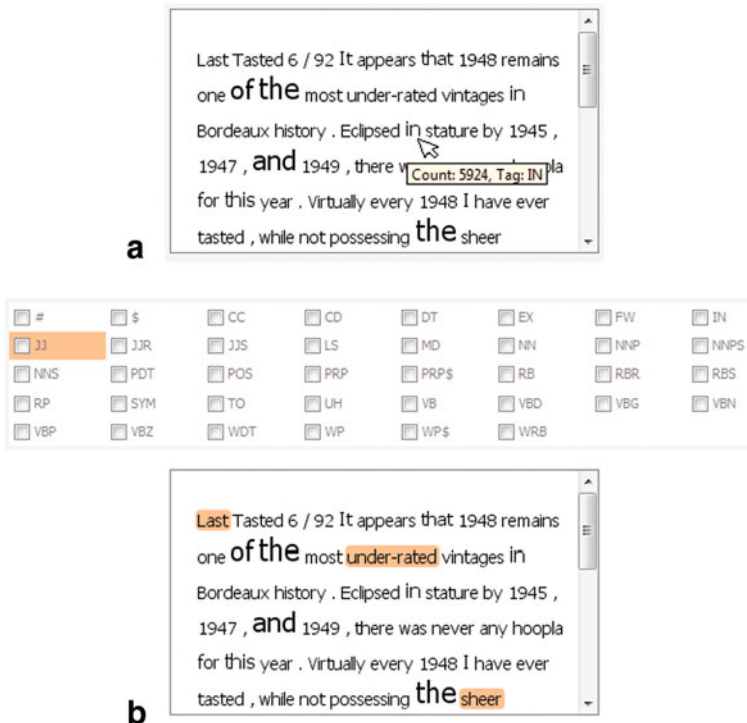 Last Tasted 6 / 92 It appears that 1948 remains
one of the most under-rated vintages in
Bordeaux history . Eclipsed in stature by 1945 ,
1947 , and 1949 , there w
Count: 5924, Tag: IN
pla
for this year . Virtually every 1948 I have ever
tasted , while not possessing the sheer
a
# $ CC CD DT EX FW IN
JJ JJR JJS LS MD NN NNP NNPS
NNS PDT POS PRP PRP$ RB RBR RBS
RP SYM TO UH VB VBD VBG VBN
VBP VBZ WDT WP WP$ WRB
Last Tasted 6 / 92 It appears that 1948 remains
one of the most under-rated vintages in
Bordeaux history . Eclipsed in stature by 1945 ,
1947 , and 1949 , there was never any hoopla
for this year . Virtually every 1948 I have ever
tasted , while not possessing the sheer
b